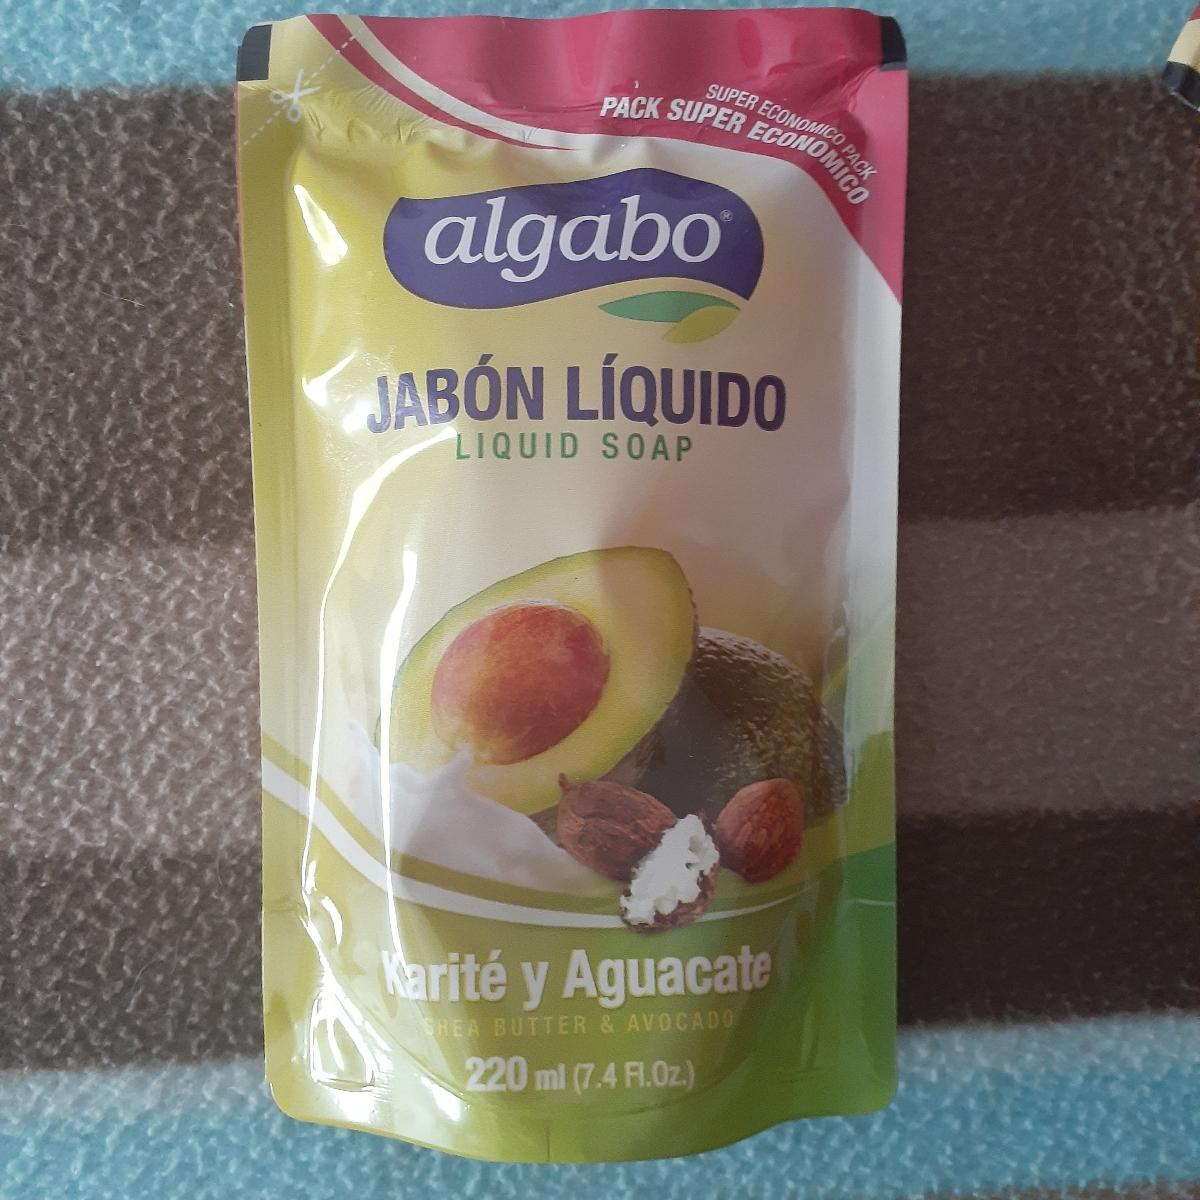 SUPER ECONOMICO PACK
PACK SUPER ECONOMICO
algabo®
JABÓN LÍQUIDO
LIQUID SOAP
Karité y Aguacate
SHEA BUTTER & AVOCADO
220 ml (7.4 Fl.Oz.)